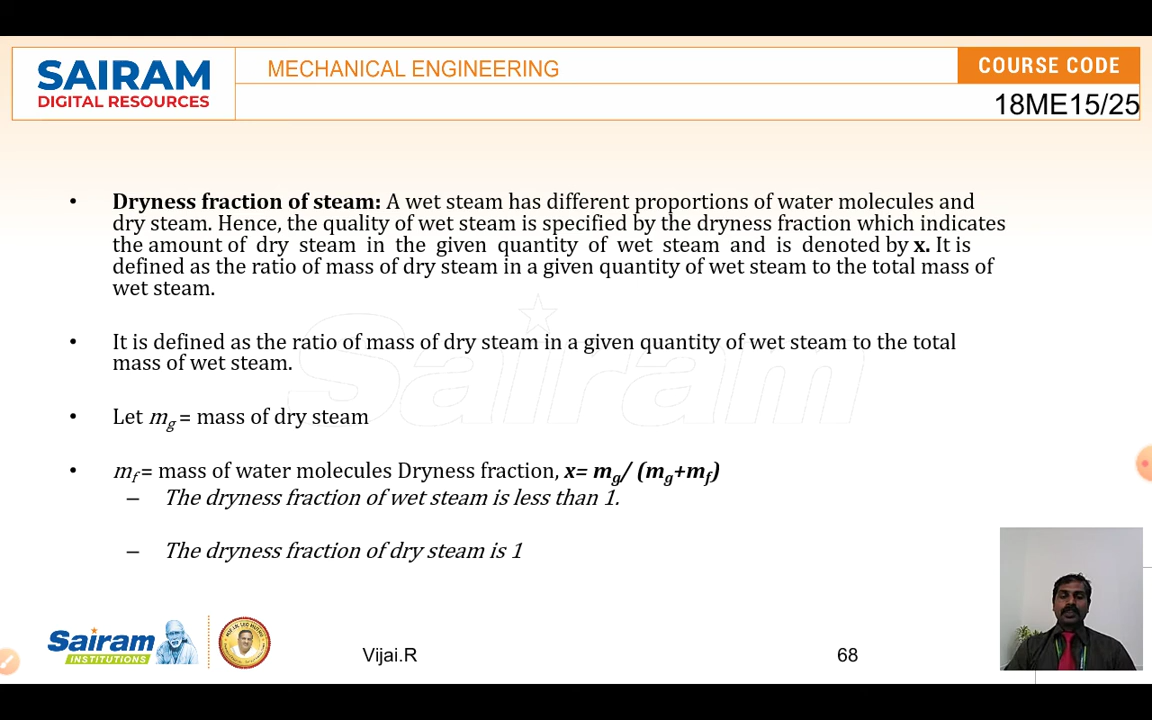 SAIRAM
DIGITAL RESOURCES
MECHANICAL ENGINEERING
COURSE CODE
18ME15/25
• Dryness fraction of steam: A wet steam has different proportions of water molecules and
dry steam. Hence, the quality of wet steam is specified by the dryness fraction which indicates
the amount of dry steam in the given quantity of wet steam and is denoted by x. It is
defined as the ratio of mass of dry steam in a given quantity of wet steam to the total mass of
wet steam.
• It is defined as the ratio of mass of dry steam in a given quantity of wet steam to the total
mass of wet steam.
• Let mg = mass of dry steam
• mf = mass of water molecules Dryness fraction, x= mg/ (mg+mf)
– The dryness fraction of wet steam is less than 1.
– The dryness fraction of dry steam is 1
Sairam
Sairam
INSTITUTIONS
Vijai.R
68